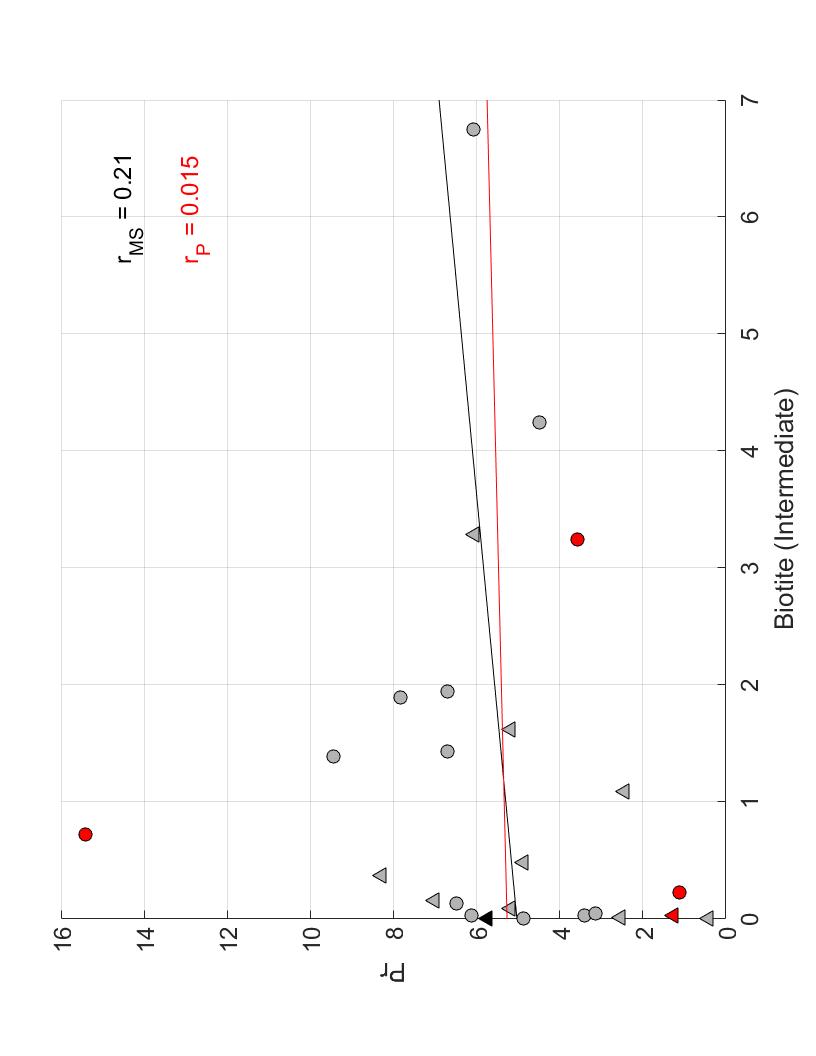 16
14
12
10
8
6
4
2
0
Pr
r_MS = 0.21
r_P = 0.015
0 1 2 3 4 5 6 7
Biotite (Intermediate)